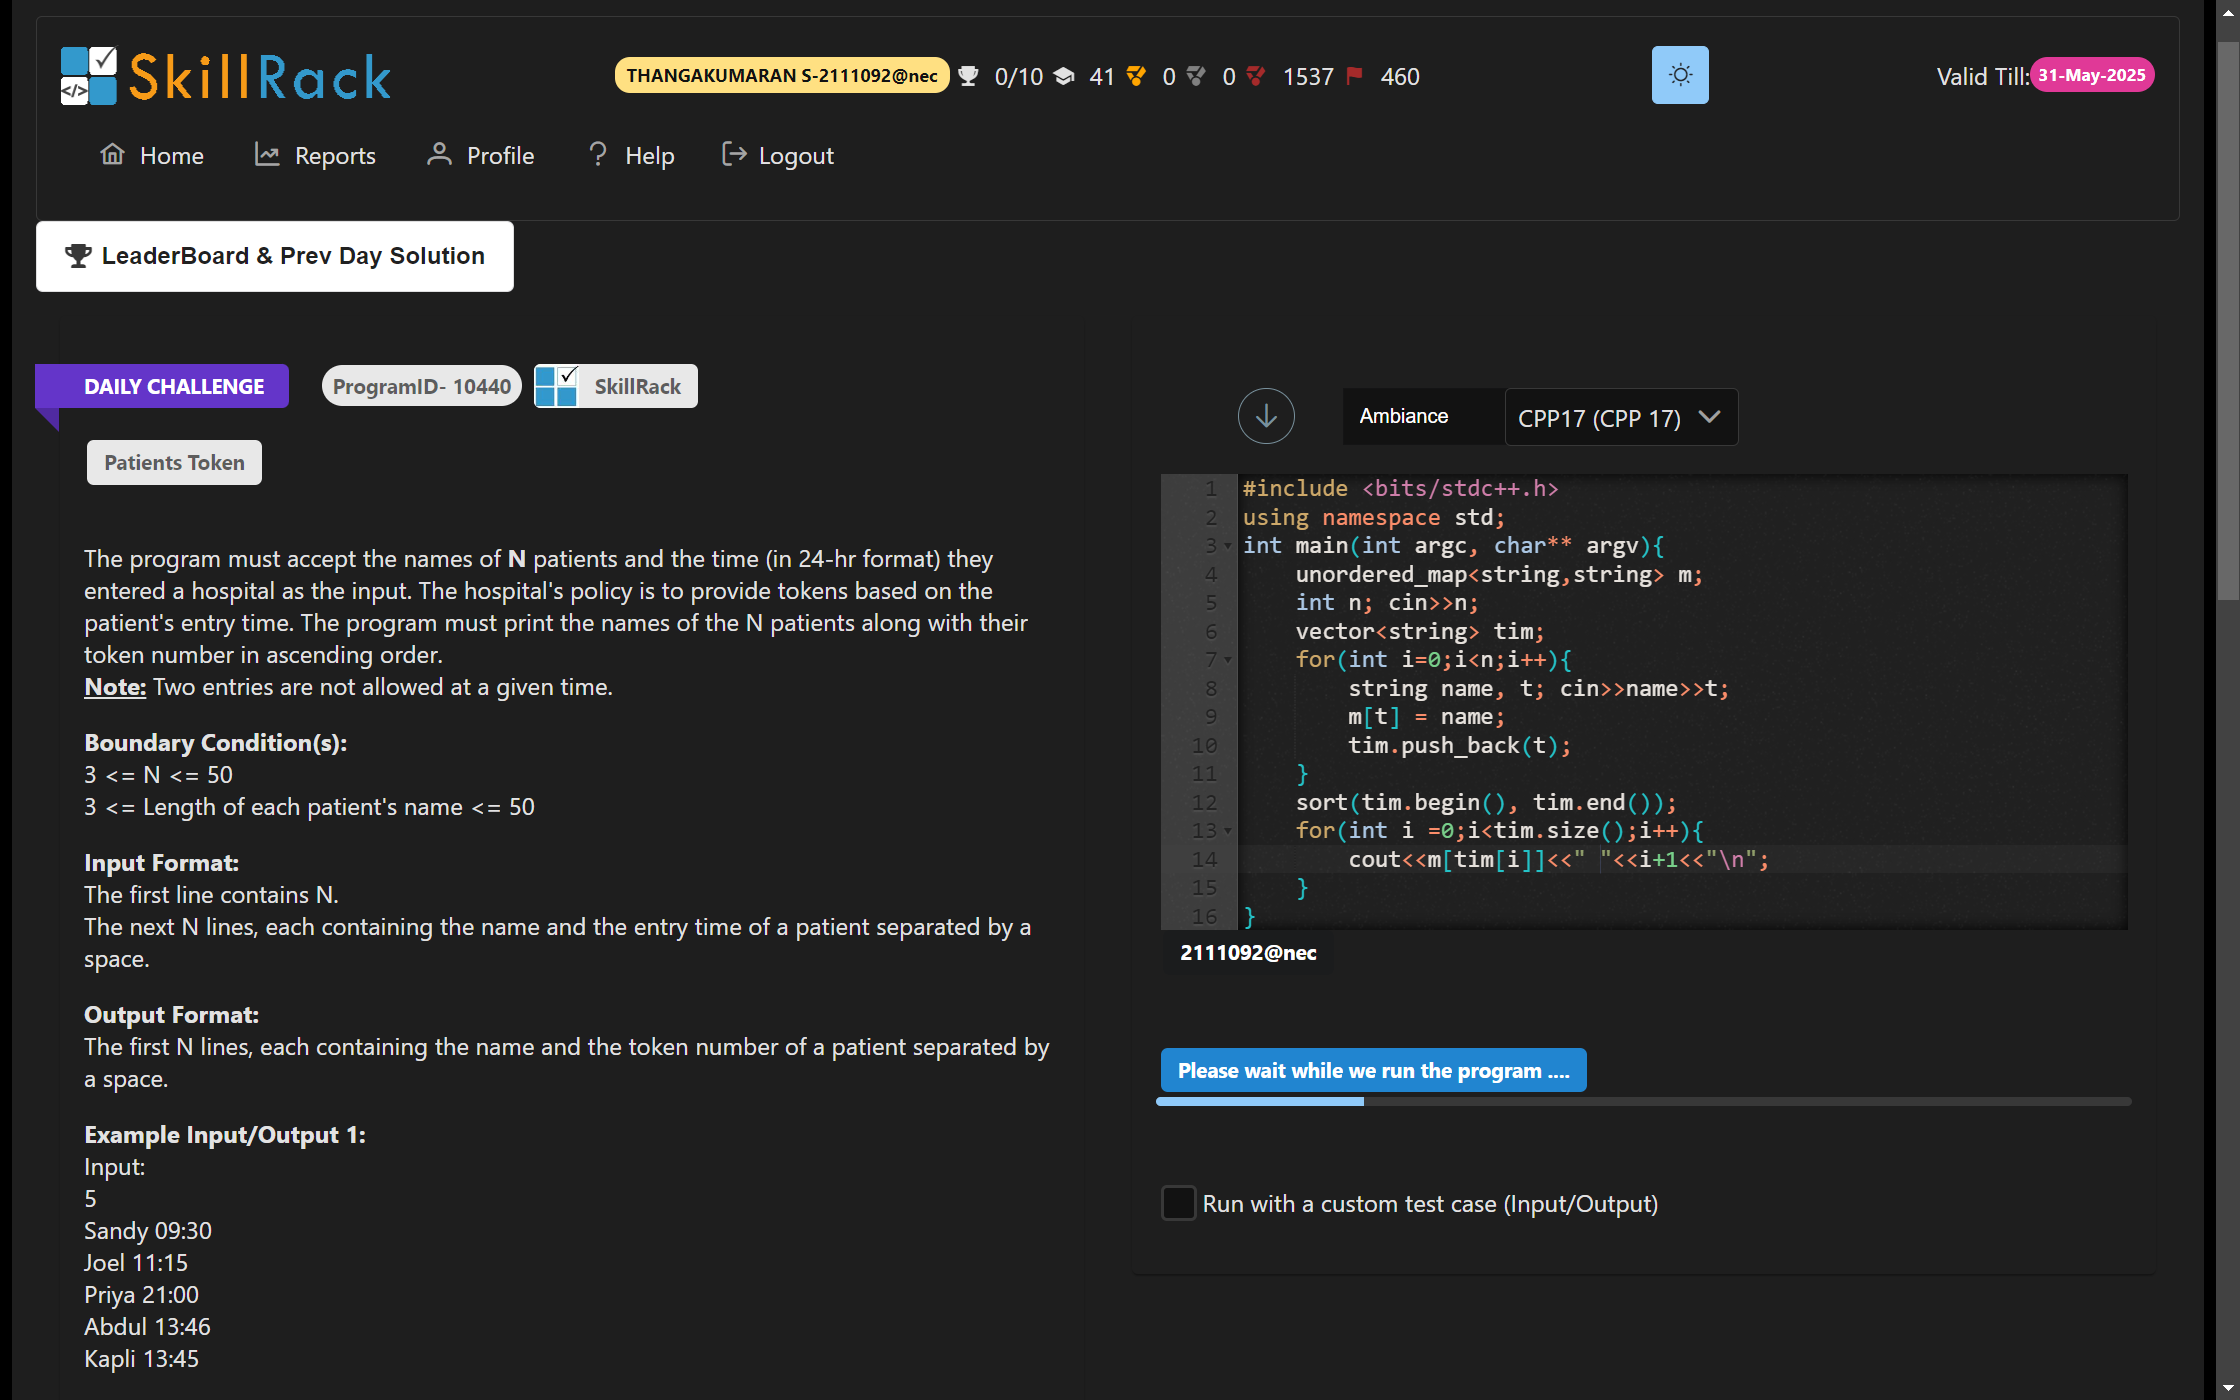 SkillRack
THANGAKUMARAN S-2111092@nec 0/10 41 0 0 1537 460
Valid Till: 31-May-2025
Home Reports Profile Help Logout
LeaderBoard & Prev Day Solution
DAILY CHALLENGE ProgramID- 10440 SkillRack
Patients Token
The program must accept the names of N patients and the time (in 24-hr format) they
entered a hospital as the input. The hospital's policy is to provide tokens based on the
patient's entry time. The program must print the names of the N patients along with their
token number in ascending order.
Note: Two entries are not allowed at a given time.
Boundary Condition(s):
3 <= N <= 50
3 <= Length of each patient's name <= 50
Input Format:
The first line contains N.
The next N lines, each containing the name and the entry time of a patient separated by a
space.
Output Format:
The first N lines, each containing the name and the token number of a patient separated by
a space.
Example Input/Output 1:
Input:
5
Sandy 09:30
Joel 11:15
Priya 21:00
Abdul 13:46
Kapli 13:45
Ambiance CPP17 (CPP 17)
1 #include <bits/stdc++.h>
2 using namespace std;
3 int main(int argc, char** argv){
4 unordered_map<string,string> m;
5 int n; cin>>n;
6 vector<string> tim;
7 for(int i=0;i<n;i++){
8 string name, t; cin>>name>>t;
9 m[t] = name;
10 tim.push_back(t);
11 }
12 sort(tim.begin(), tim.end());
13 for(int i =0;i<tim.size();i++){
14 cout<<m[tim[i]]<<" "<<i+1<<"\n";
15 }
16 }
2111092@nec
Please wait while we run the program ....
Run with a custom test case (Input/Output)